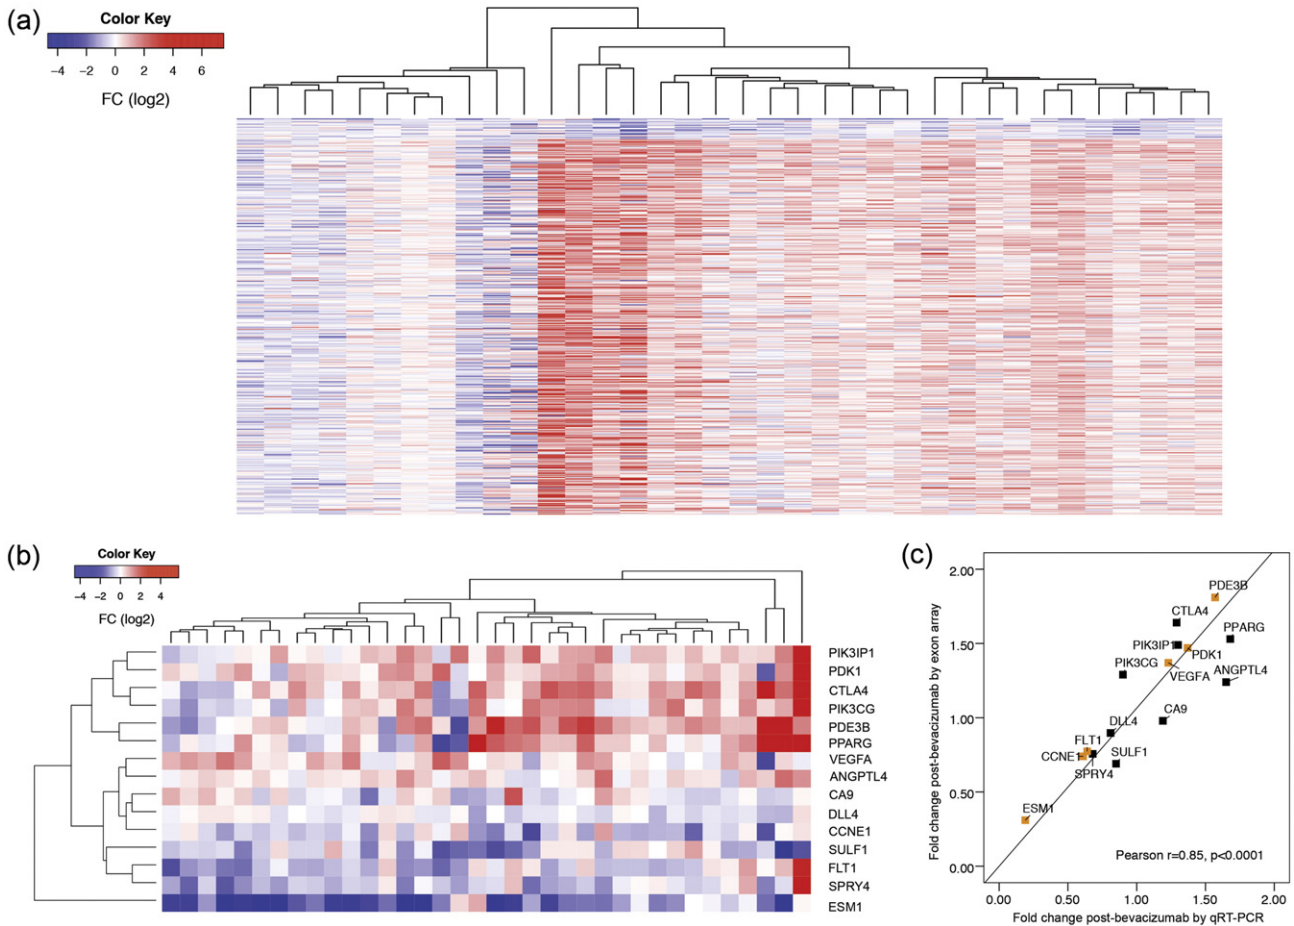 (a)
Color Key
−4 −2 0 2 4 6
FC (log2)
(b)
Color Key
−4 −2 0 2 4
FC (log2)
PIK3IP1
PDK1
CTLA4
PIK3CG
PDE3B
PPARG
VEGFA
ANGPTL4
CA9
DLL4
CCNE1
SULF1
FLT1
SPRY4
ESM1
(c)
Fold change post-bevacizumab by exon array
2.00
1.50
1.00
0.50
0.00
PDE3B
CTLA4
PPARG
PIK3IP1
PDK1
PIK3CG
VEGFA
ANGPTL4
CA9
DLL4
FLT1
CCNE1
SULF1
SPRY4
ESM1
Pearson r=0.85, p<0.0001
0.00 0.50 1.00 1.50 2.00
Fold change post-bevacizumab by qRT-PCR